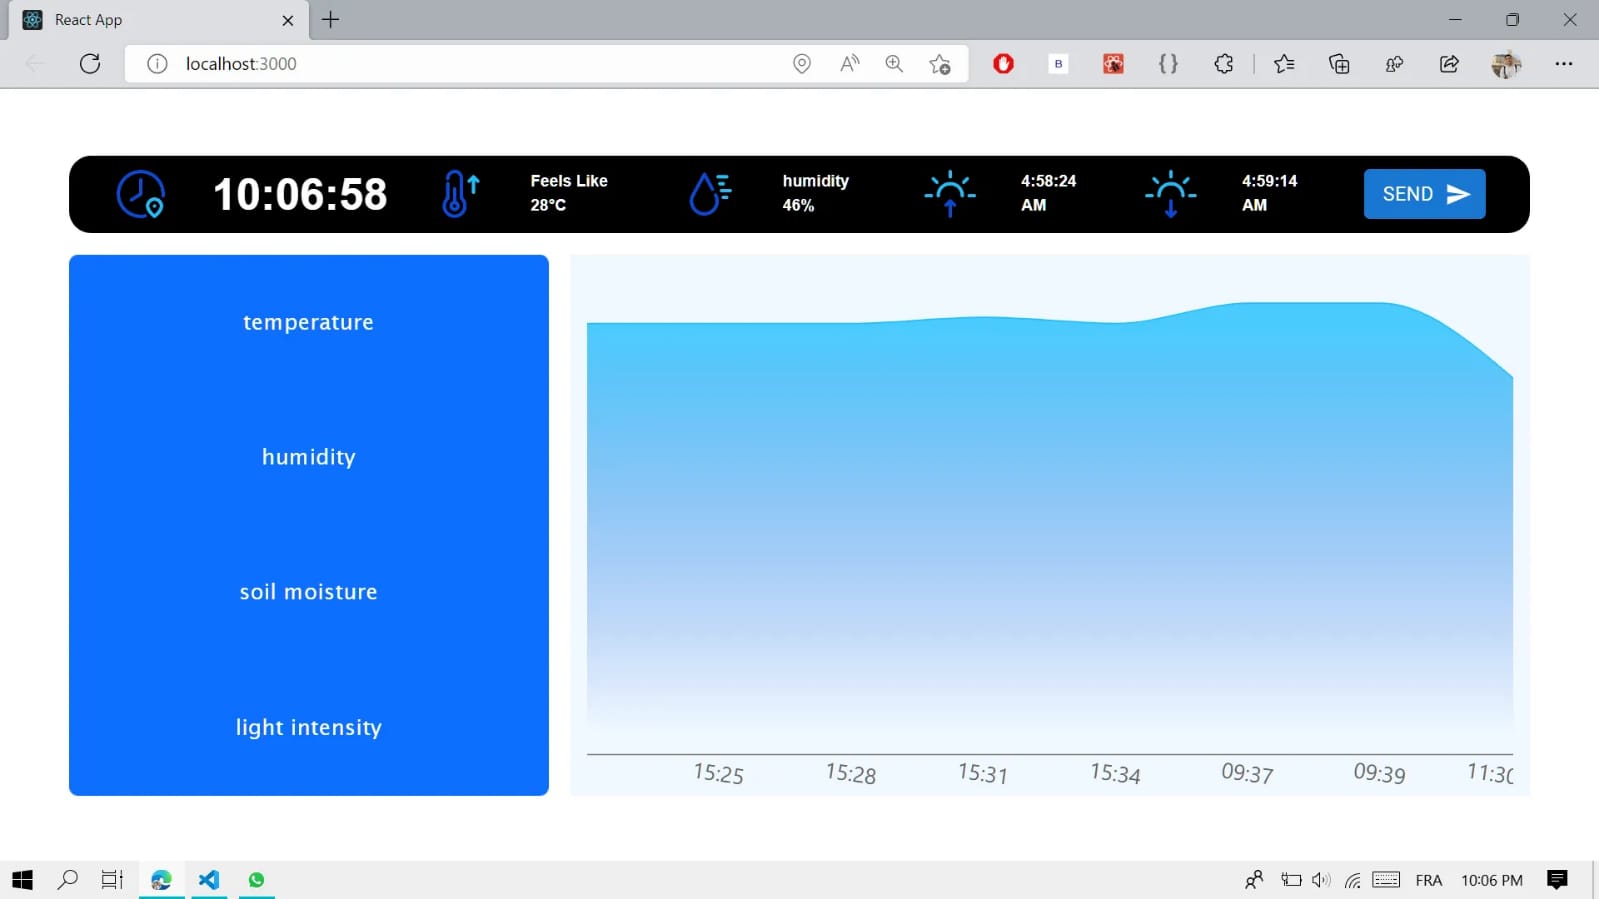 React App
localhost:3000
B
10:06:58
Feels Like
28°C
humidity
46%
4:58:24
AM
4:59:14
AM
SEND
temperature
humidity
soil moisture
light intensity
15:25
15:28
15:31
15:34
09:37
09:39
11:30
FRA
10:06 PM